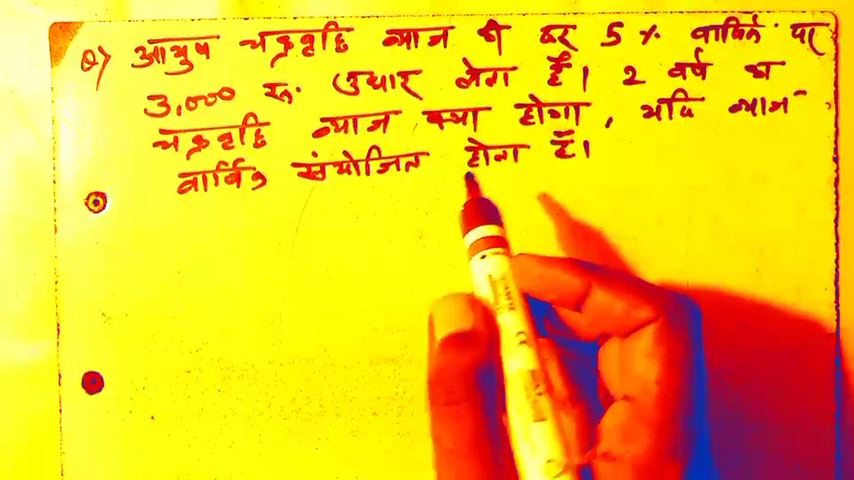 Q> आयुष चक्रवृद्धि ब्याज की दर 5 % वार्षिक पर
3,000 रू. उधार लेता है। 2 वर्ष का
चक्रवृद्धि ब्याज क्या होगा, यदि ब्याज
वार्षिक संयोजित होता है।